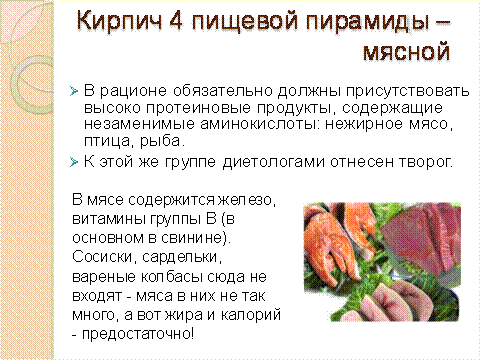 Кирпич 4 пищевой пирамиды –
мясной
В рационе обязательно должны присутствовать
высоко протеиновые продукты, содержащие
незаменимые аминокислоты: нежирное мясо,
птица, рыба.
К этой же группе диетологами отнесен творог.
В мясе содержится железо,
витамины группы В (в
основном в свинине).
Сосиски, сардельки,
вареные колбасы сюда не
входят - мяса в них не так
много, а вот жира и калорий
- предостаточно!